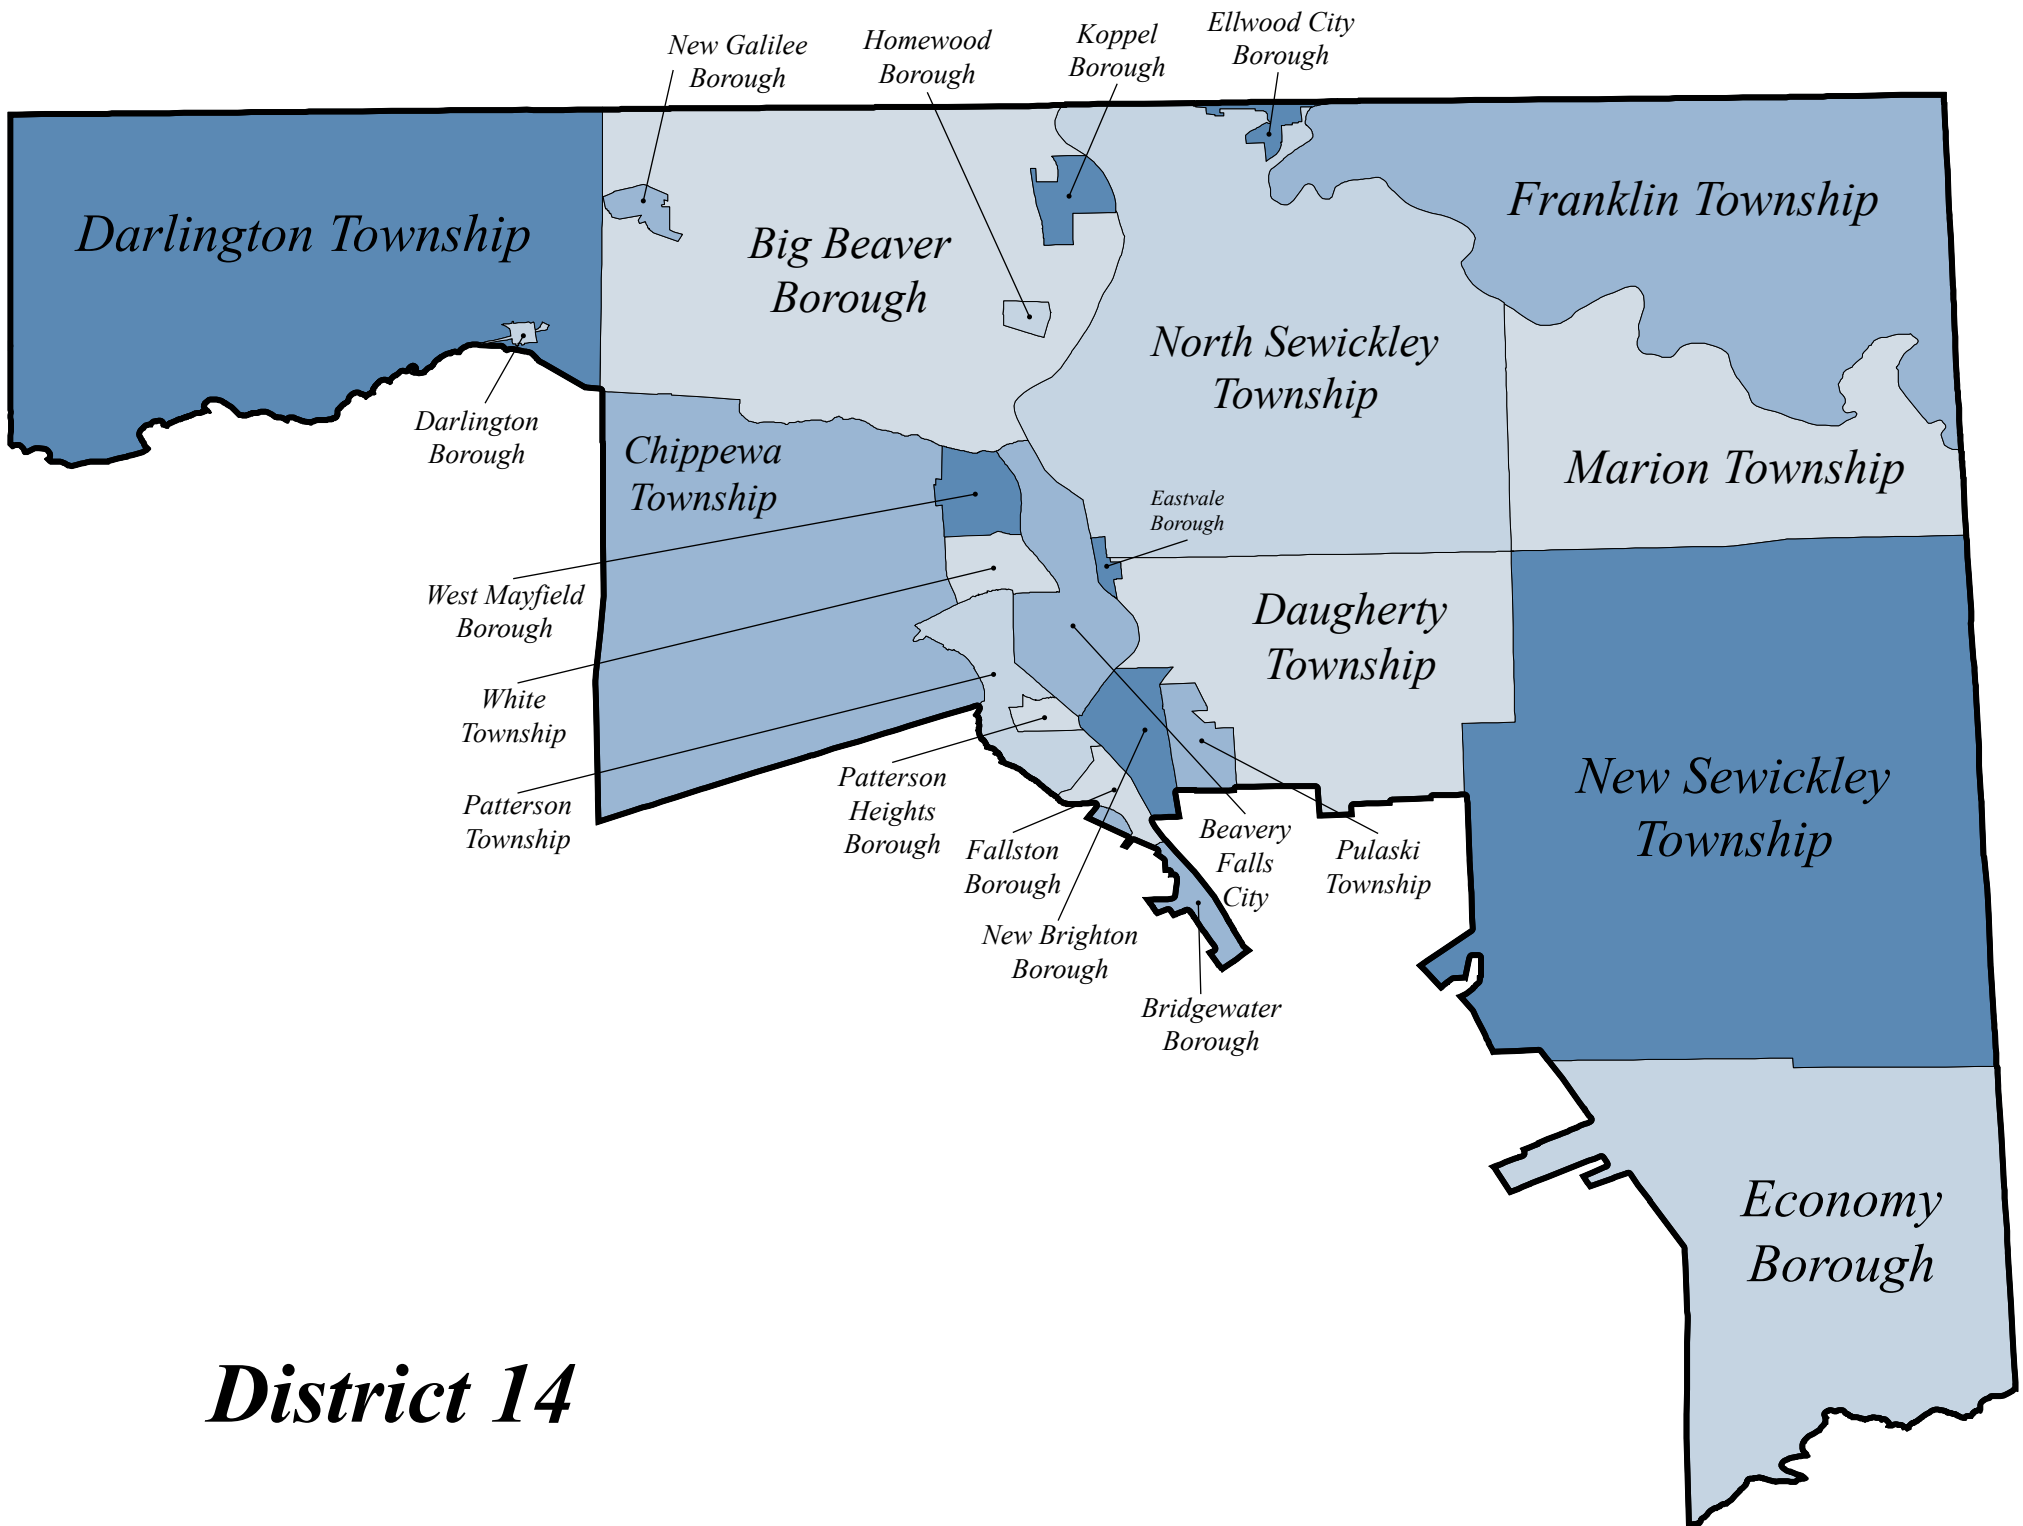 New Galilee
Borough
Homewood
Borough
Koppel
Borough
Ellwood City
Borough
Darlington Township
Big Beaver
Borough
Franklin Township
North Sewickley
Township
Darlington
Borough
Chippewa
Township
Marion Township
Eastvale
Borough
West Mayfield
Borough
Daugherty
Township
White
Township
Patterson
Township
Patterson
Heights
Borough
Fallston
Borough
New Brighton
Borough
Beavery
Falls
City
Pulaski
Township
New Sewickley
Township
Bridgewater
Borough
Economy
Borough
District 14